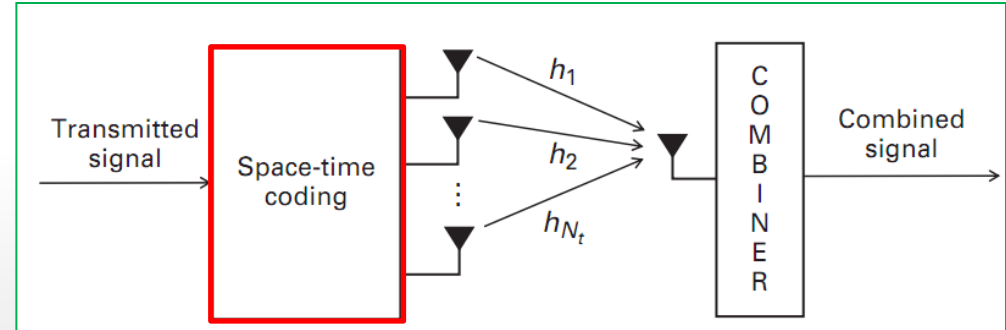 Transmitted
signal
Space-time
coding
⋮
h₁
h₂
hNₜ
C
O
M
B
I
N
E
R
Combined
signal